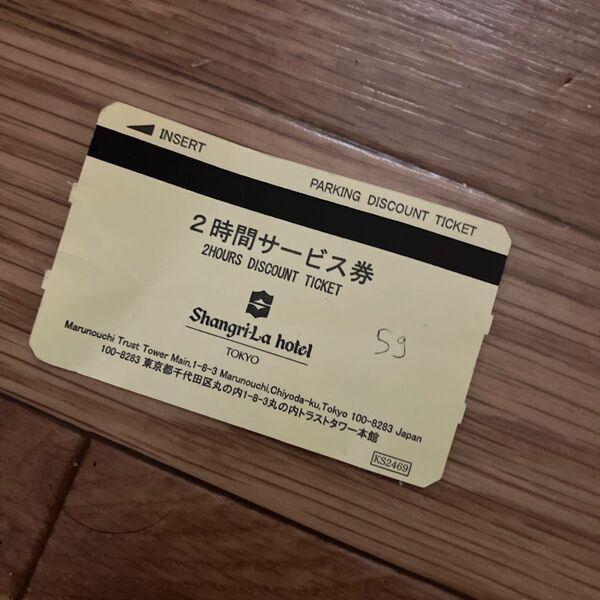 INSERT
PARKING DISCOUNT TICKET
2時間サービス券
2HOURS DISCOUNT TICKET
Shangri-La hotel
TOKYO
59
Marunouchi Trust Tower Main,1-8-3 Marunouchi,Chiyoda-ku,Tokyo 100-8283 Japan
100-8283 東京都千代田区丸の内1-8-3丸の内トラストタワー本館
KS2469